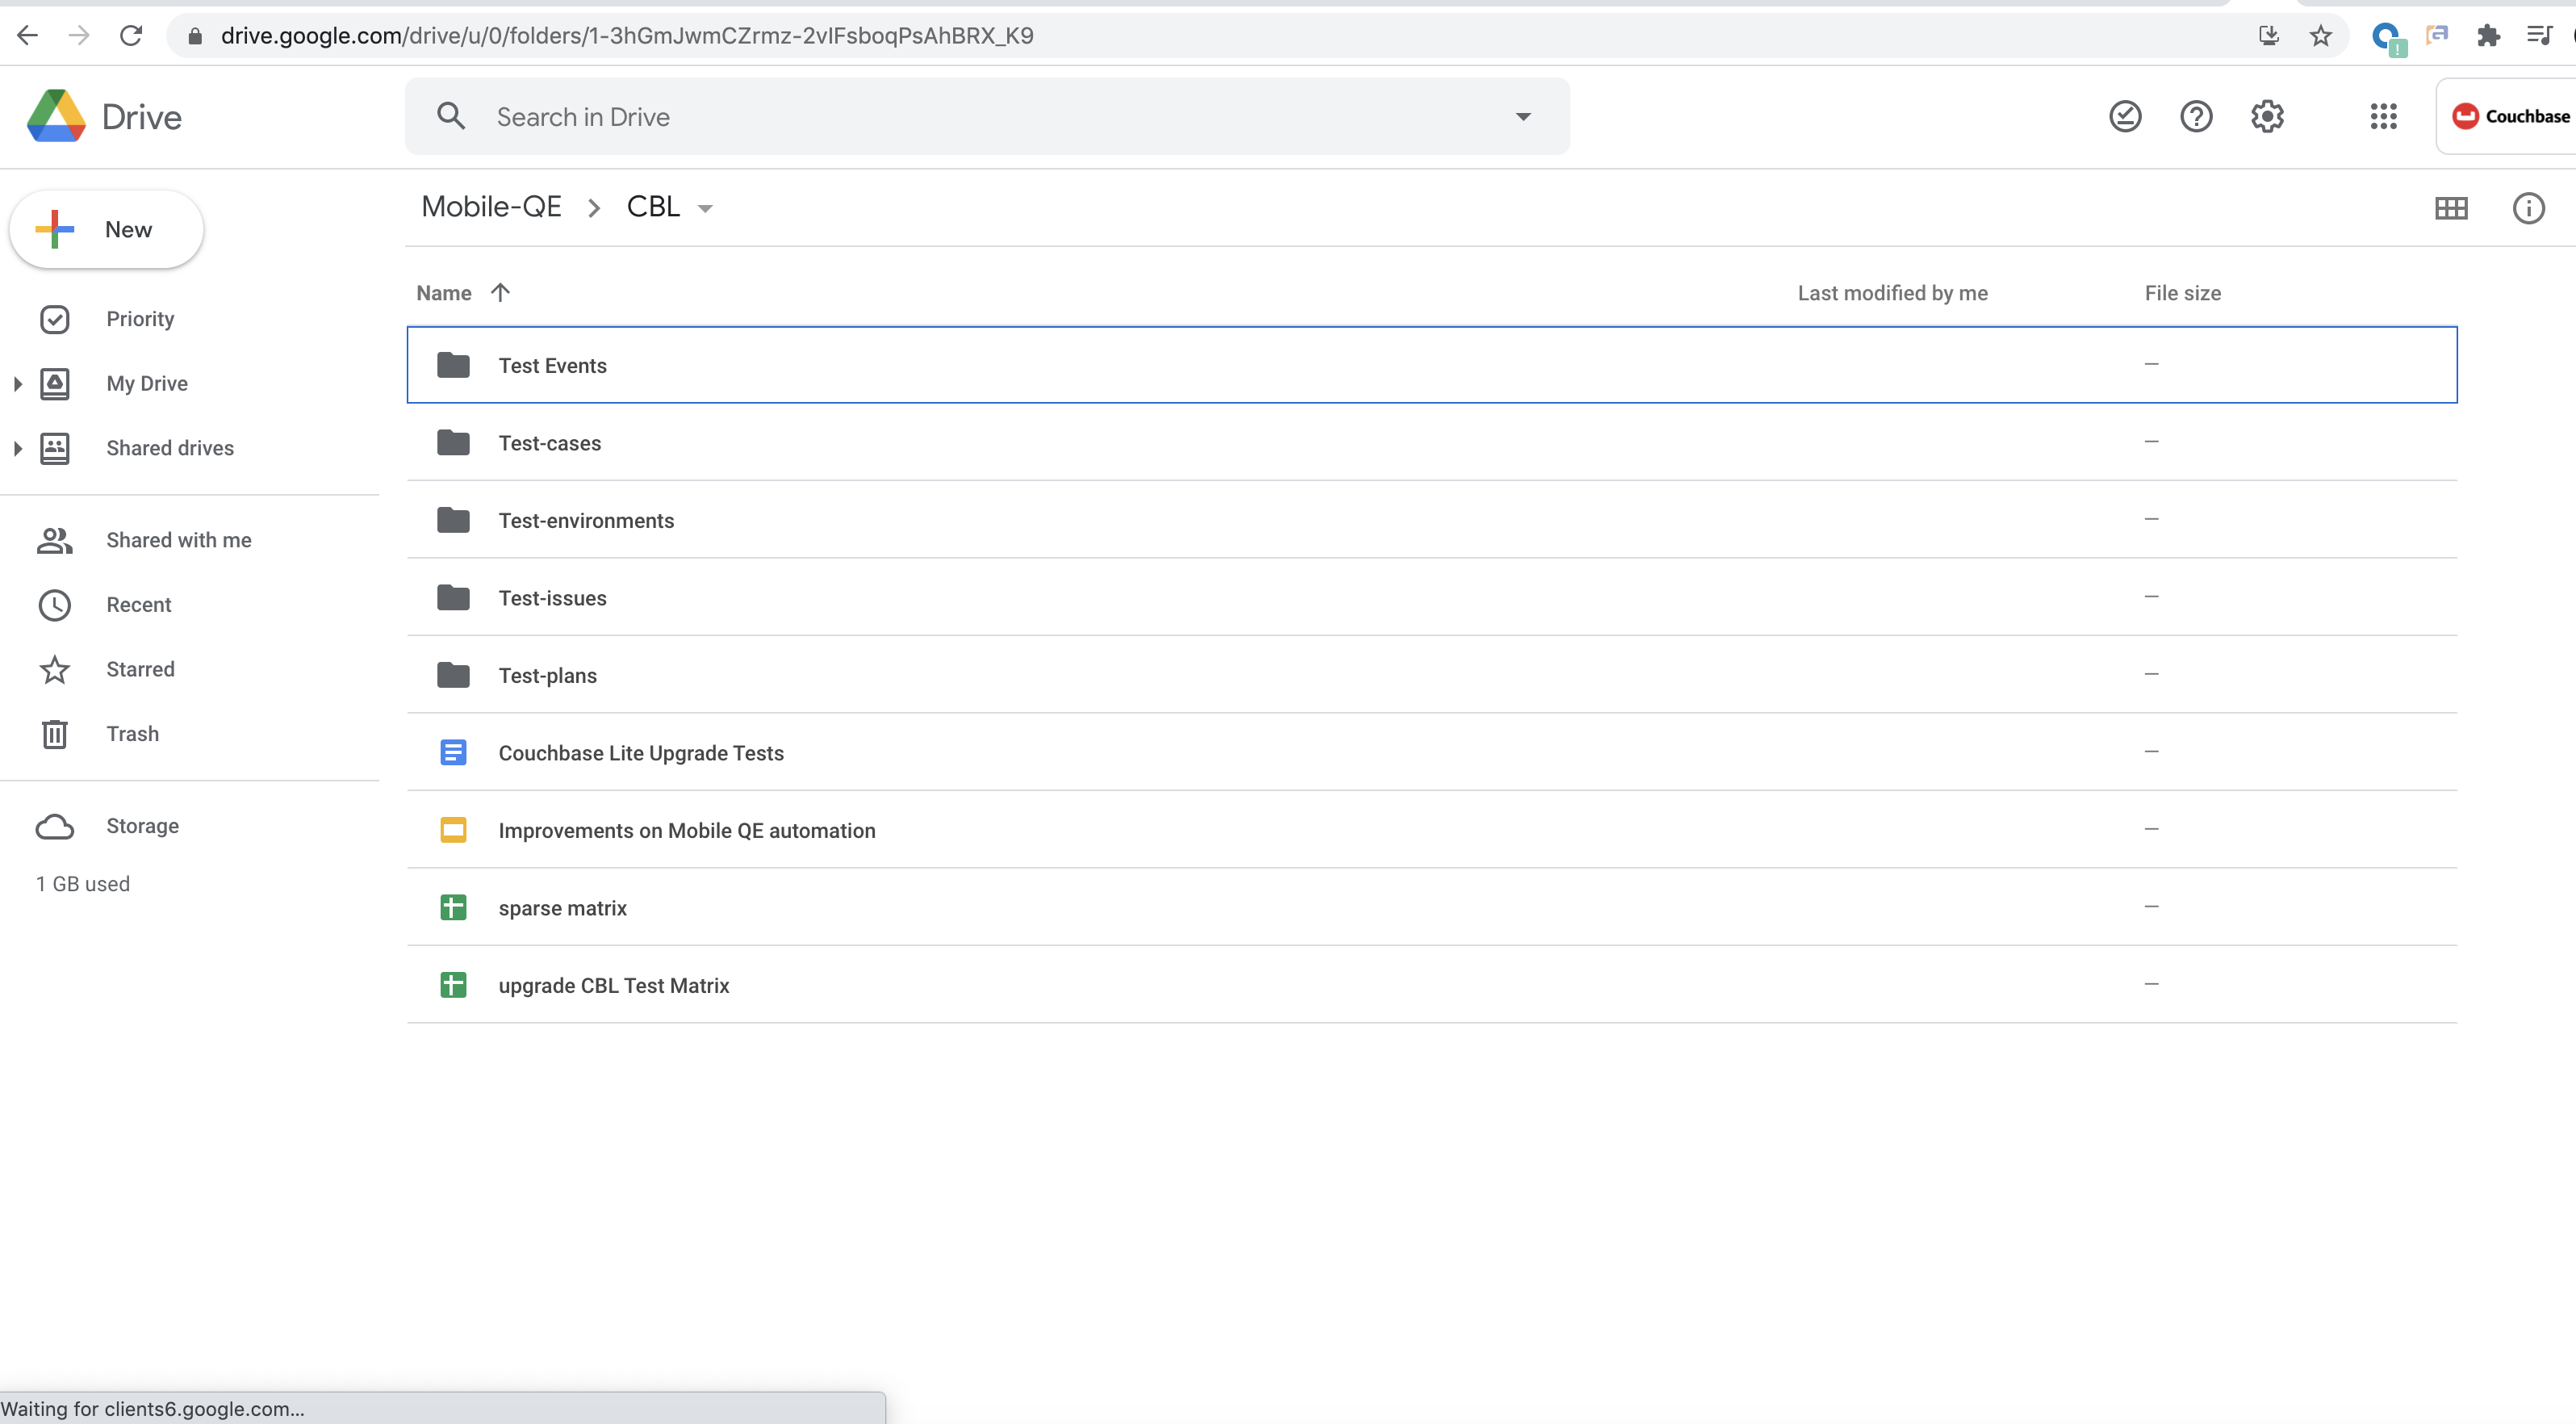 drive.google.com/drive/u/0/folders/1-3hGmJwmCZrmz-2vIFsboqPsAhBRX_K9
Drive
Search in Drive
Couchbase
New
Mobile-QE
CBL
Name
Last modified by me
File size
Priority
My Drive
Shared drives
Shared with me
Recent
Starred
Trash
Storage
1 GB used
Test Events –
Test-cases –
Test-environments –
Test-issues –
Test-plans –
Couchbase Lite Upgrade Tests –
Improvements on Mobile QE automation –
sparse matrix –
upgrade CBL Test Matrix –
Waiting for clients6.google.com...